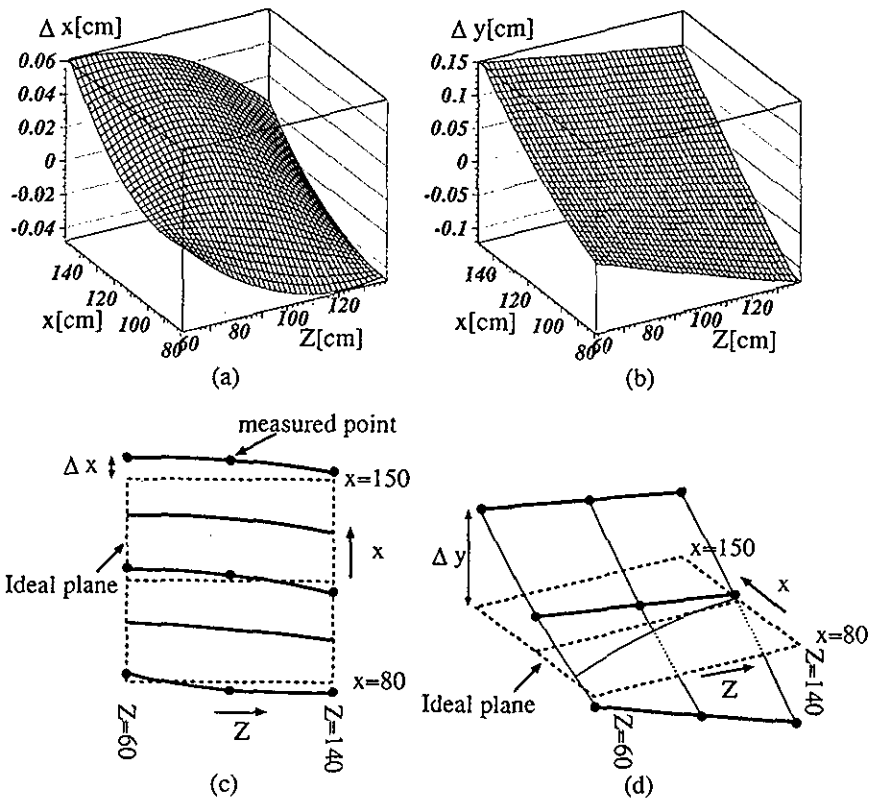 Δ x[cm]
0.06
0.04
0.02
0
-0.02
-0.04
140
120
100
80
x[cm]
60
80
100
120
Z[cm]
(a)
Δ y[cm]
0.15
0.1
0.05
0
-0.05
-0.1
140
120
100
80
x[cm]
60
80
100
120
Z[cm]
(b)
measured point
Δ x
x=150
x
Ideal plane
x=80
Z=60
Z
Z=140
(c)
Δ y
x=150
x
x=80
Ideal plane
Z
Z=140
Z=60
(d)